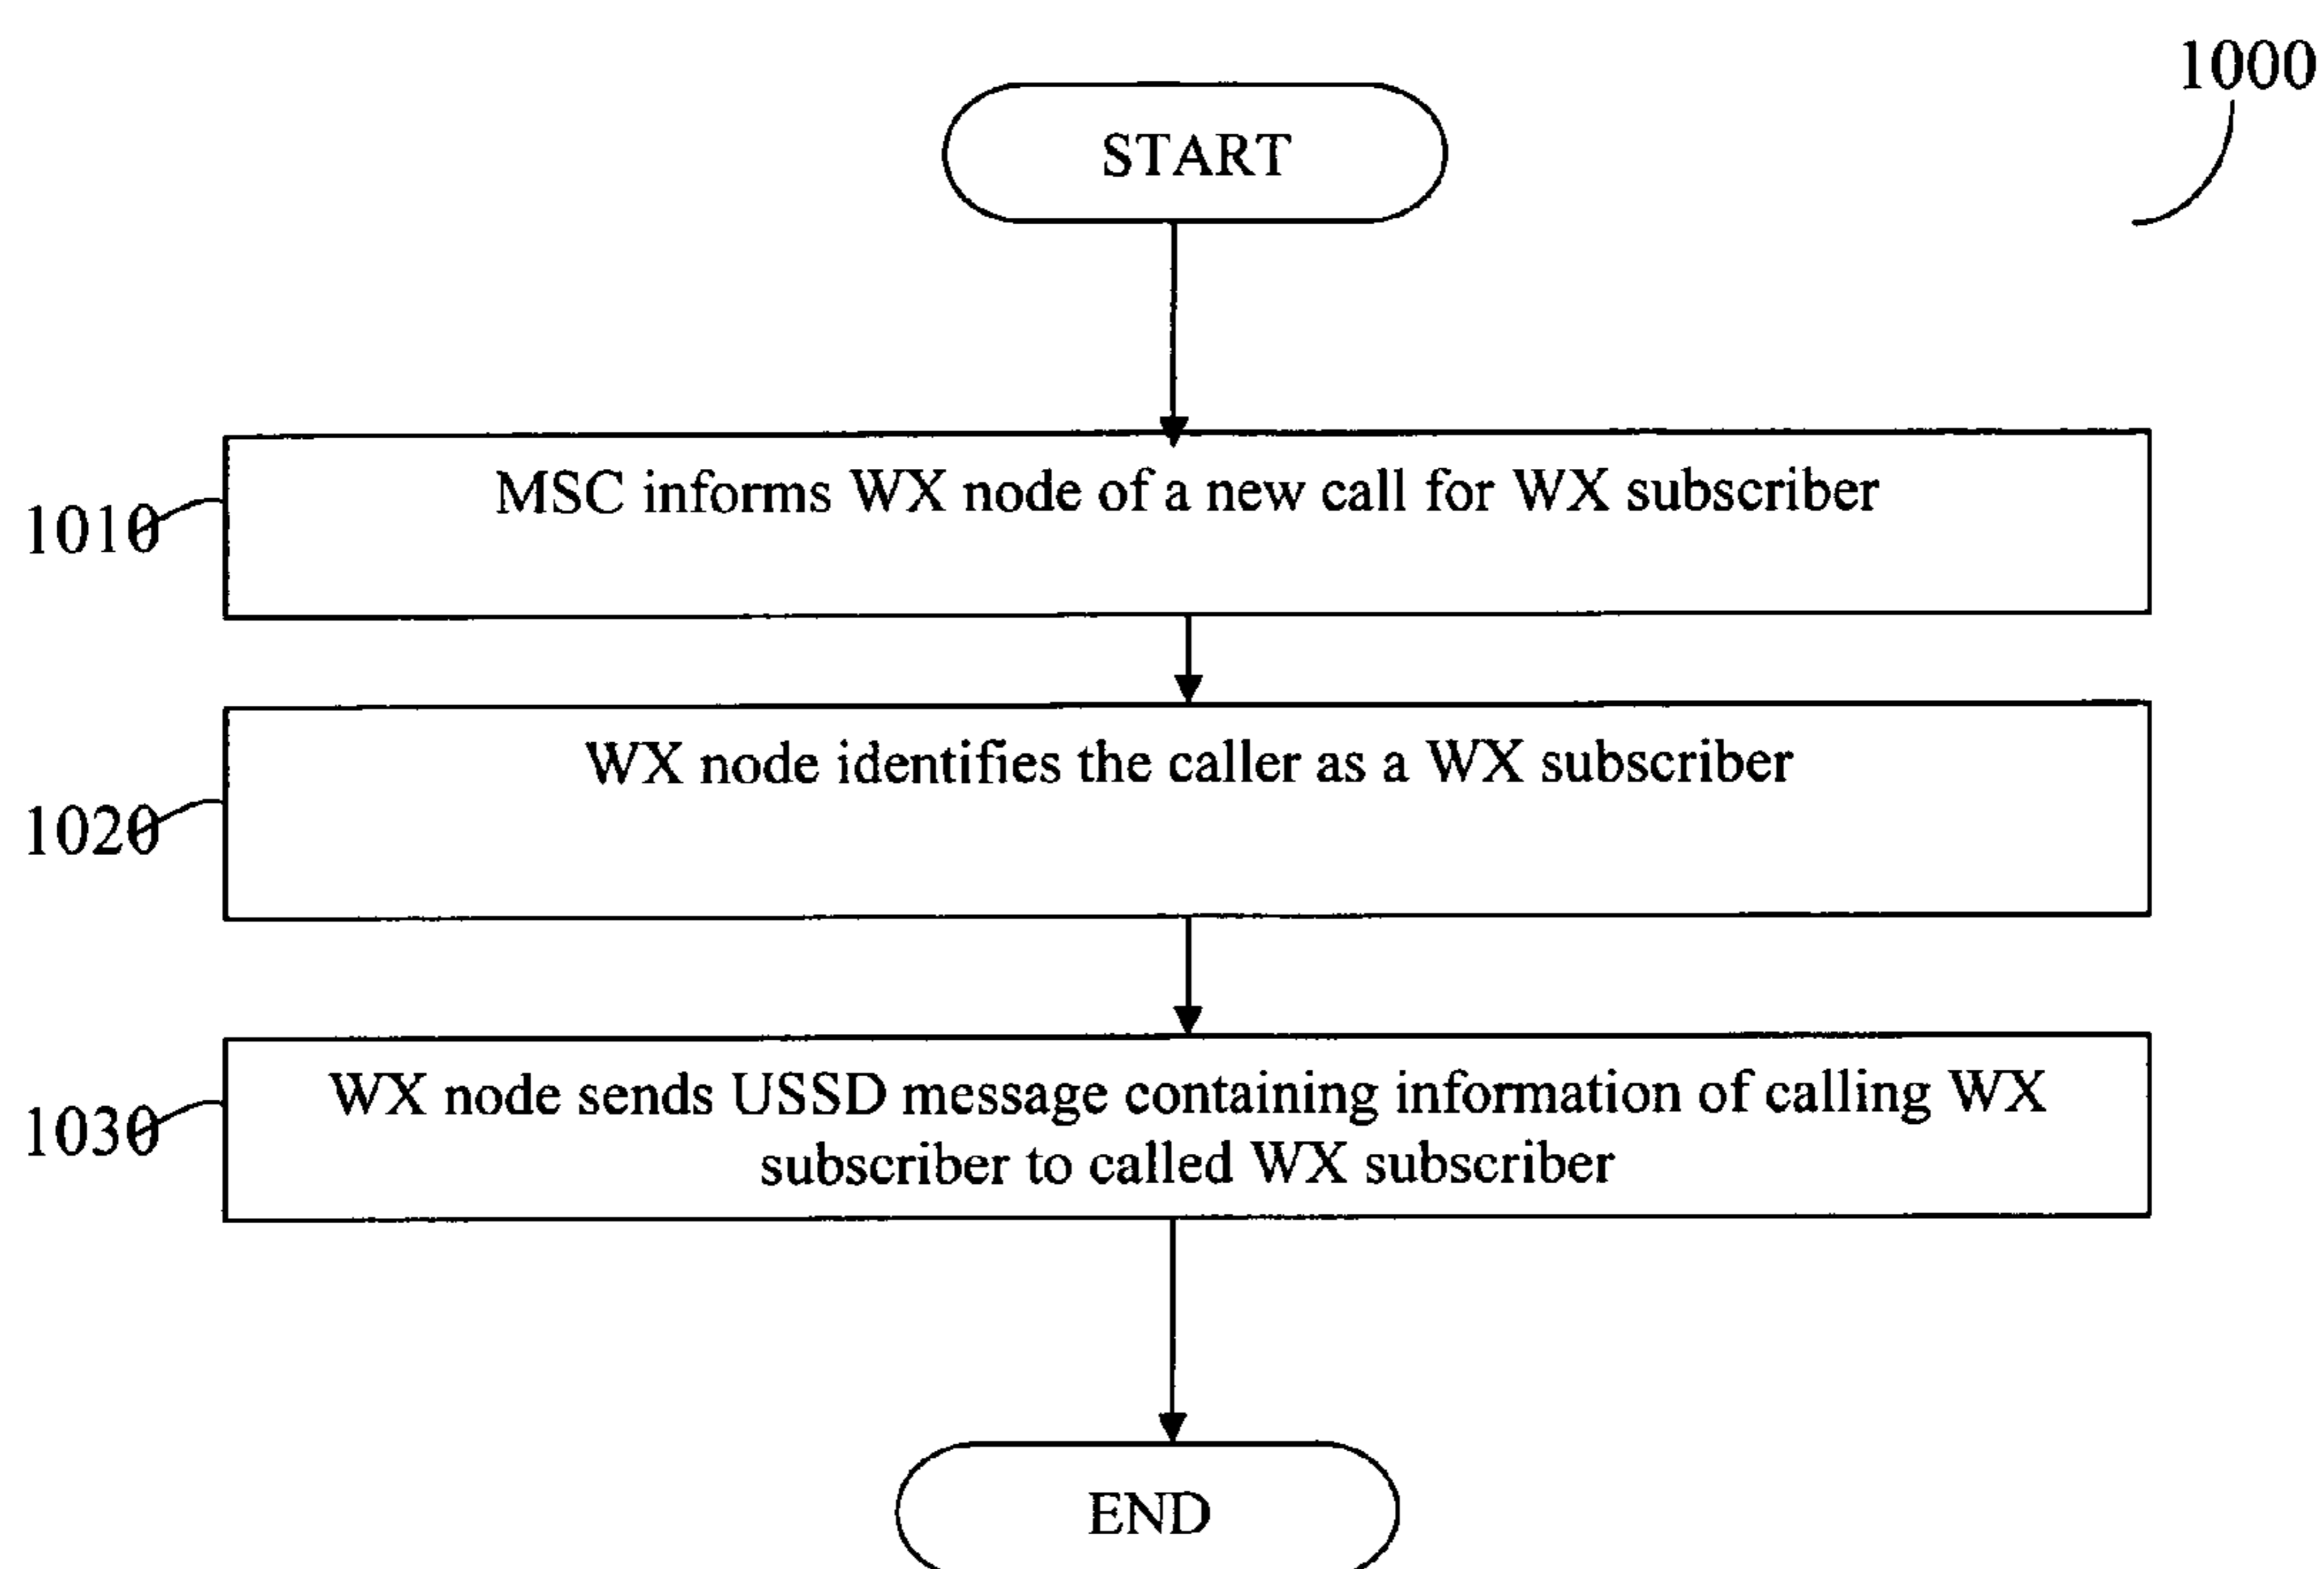 1000
START
MSC informs WX node of a new call for WX subscriber
1010
WX node identifies the caller as a WX subscriber
1020
WX node sends USSD message containing information of calling WX
subscriber to called WX subscriber
1030
END